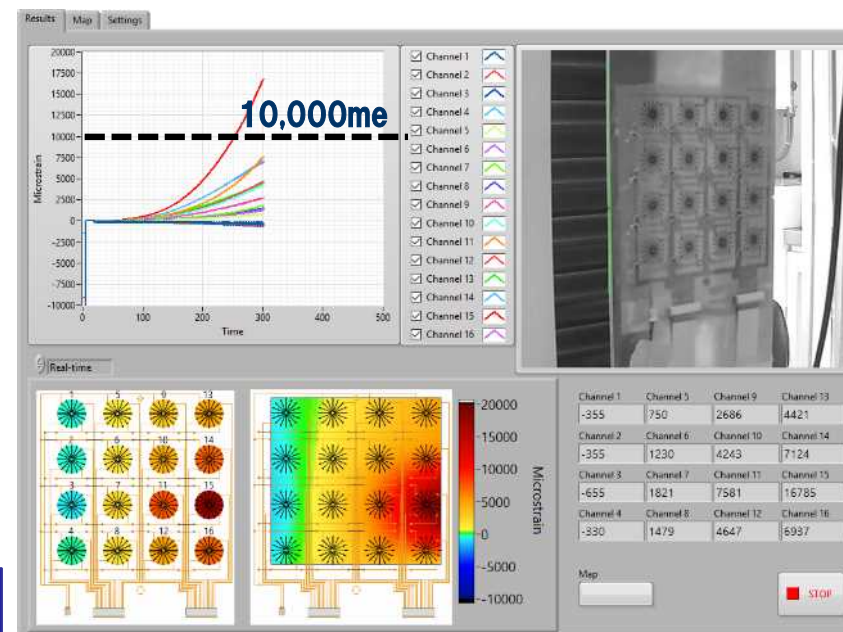 Results Map Settings
20000
17500
15000
12500
10000
7500
5000
2500
0
-2500
-5000
-7500
-10000
Microstrain
0 100 200 300 400 500
Time
10,000me
Channel 1
Channel 2
Channel 3
Channel 4
Channel 5
Channel 6
Channel 7
Channel 8
Channel 9
Channel 10
Channel 11
Channel 12
Channel 13
Channel 14
Channel 15
Channel 16
Real-time
1 5 9 13
2 6 10 14
3 7 11 15
4 8 12 16
20000
15000
10000
5000
0
-5000
-10000
Microstrain
Channel 1 Channel 5 Channel 9 Channel 13
-355 750 2686 4421
Channel 2 Channel 6 Channel 10 Channel 14
-355 1230 4243 7124
Channel 3 Channel 7 Channel 11 Channel 15
-655 1821 7581 16785
Channel 4 Channel 8 Channel 12 Channel 16
-330 1479 4647 6937
Map
STOP